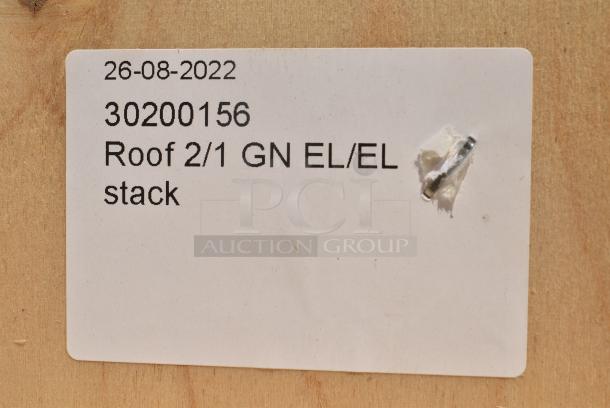 26-08-2022
30200156
Roof 2/1 GN EL/EL
stack
PCi
AUCTION GROUP